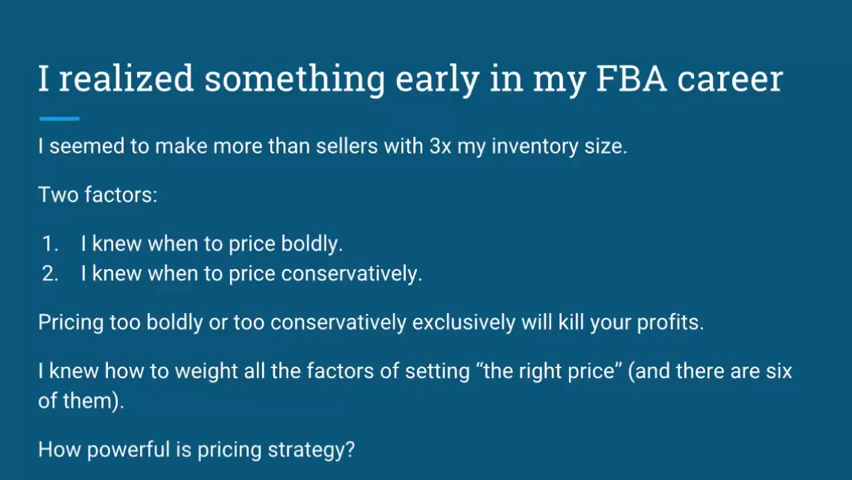 I realized something early in my FBA career
I seemed to make more than sellers with 3x my inventory size.
Two factors:
1. I knew when to price boldly.
2. I knew when to price conservatively.
Pricing too boldly or too conservatively exclusively will kill your profits.
I knew how to weight all the factors of setting “the right price” (and there are six
of them).
How powerful is pricing strategy?